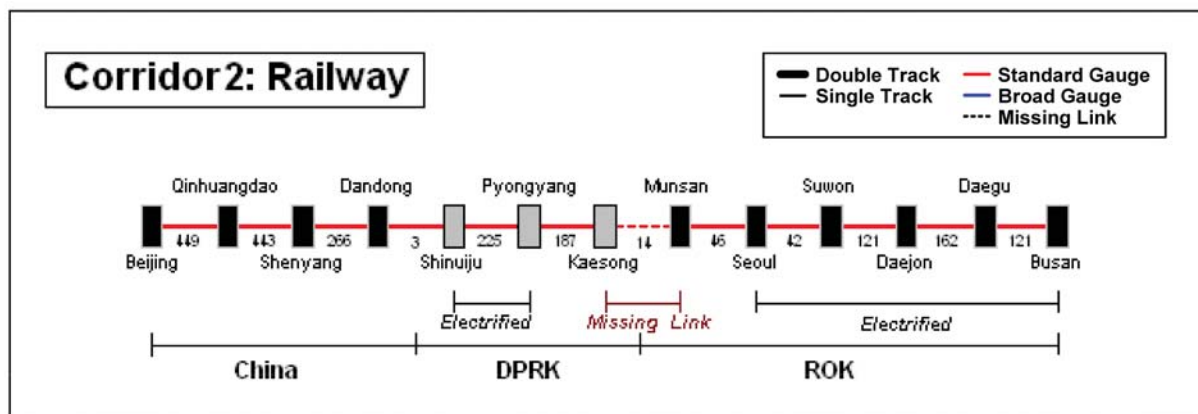 Corridor 2: Railway
Double Track
Single Track
Standard Gauge
Broad Gauge
Missing Link
Qinhuangdao Dandong Pyongyang Munsan Suwon Daegu
449 443 266 3 225 187 14 46 42 121 162 121
Beijing Shenyang Shinuiju Kaesong Seoul Daejon Busan
Electrified Missing Link Electrified
China DPRK ROK